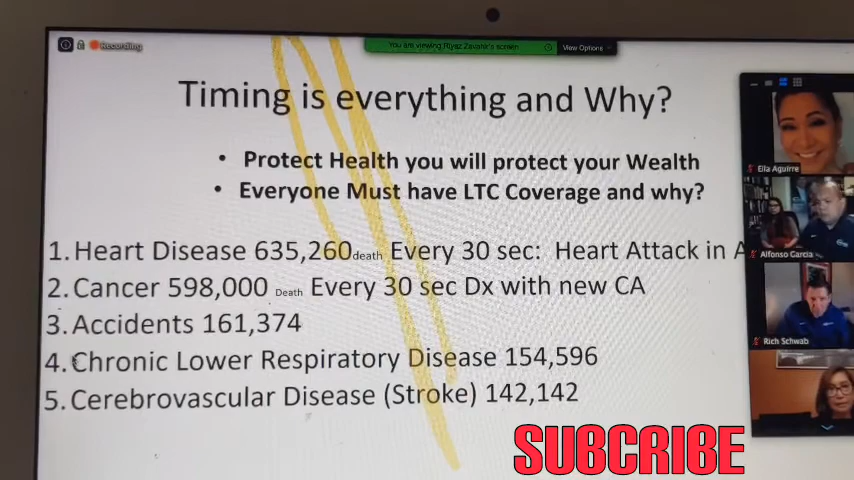 Recording
You are viewing Riyaz Zavahir's screen
View Options
Timing is everything and Why?
• Protect Health you will protect your Wealth
• Everyone Must have LTC Coverage and why?
1. Heart Disease 635,260 death Every 30 sec: Heart Attack in A
2. Cancer 598,000 Death Every 30 sec Dx with new CA
3. Accidents 161,374
4. Chronic Lower Respiratory Disease 154,596
5. Cerebrovascular Disease (Stroke) 142,142
Ella Aguirre
Alfonso Garcia
Rich Schwab
SUBCRIBE